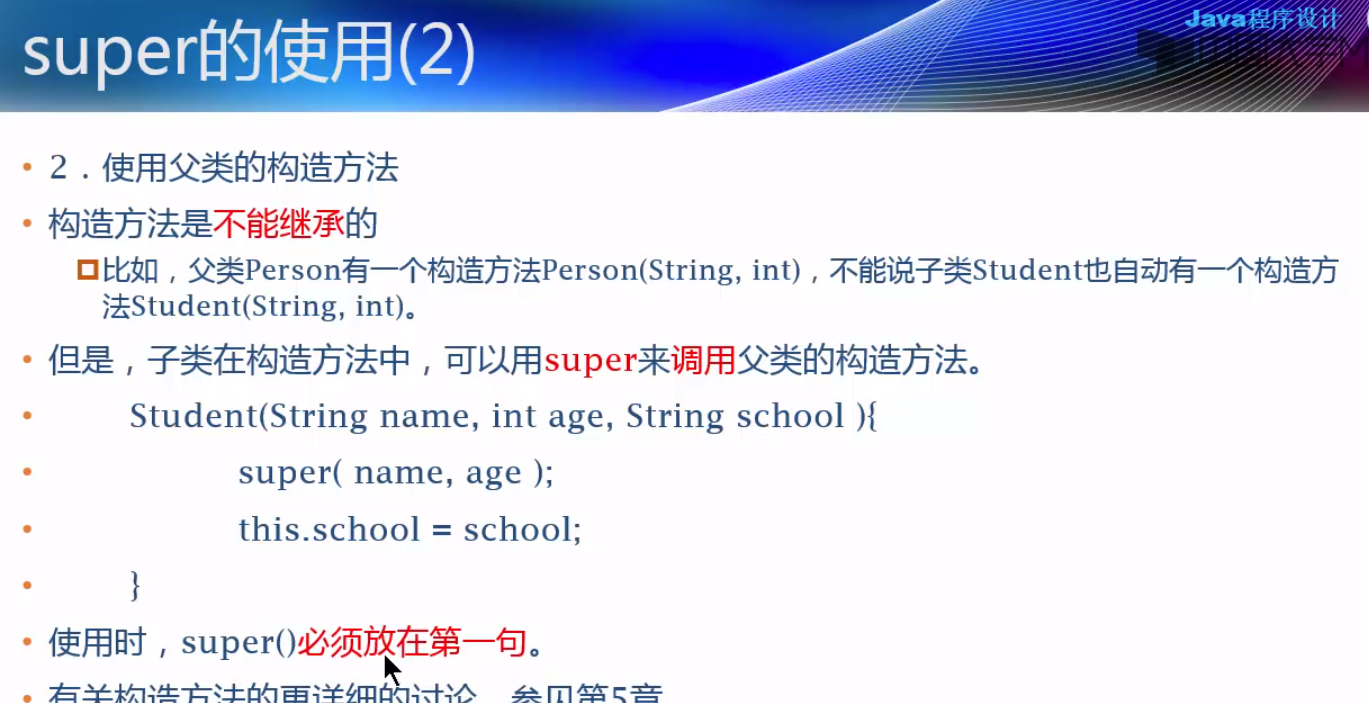 Java程序设计
super的使用(2)
2．使用父类的构造方法
构造方法是不能继承的
比如，父类Person有一个构造方法Person(String, int)，不能说子类Student也自动有一个构造方
法Student(String, int)。
但是，子类在构造方法中，可以用super来调用父类的构造方法。
Student(String name, int age, String school ){
super( name, age );
this.school = school;
}
使用时，super()必须放在第一句。
有关构造方法的更详细的讨论，参见第5章